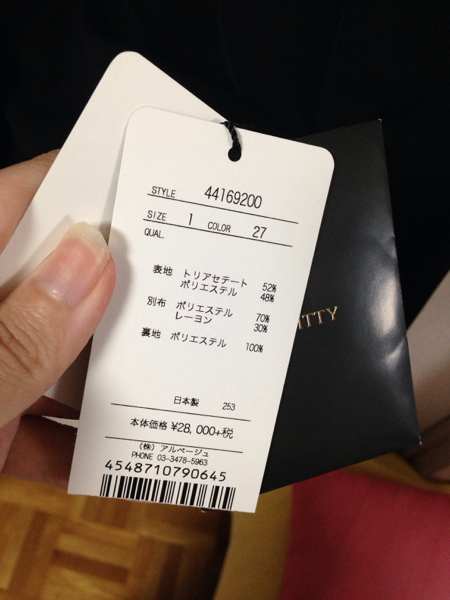 STYLE 44169200
SIZE 1 COLOR 27
QUAL.
表地 トリアセテート 52%
ポリエステル 48%
別布 ポリエステル 70%
レーヨン 30%
裏地 ポリエステル 100%
日本製 253
本体価格 ¥28,000+税
(株) アルページュ
PHONE 03-3478-5963
4548710790645
ITTY